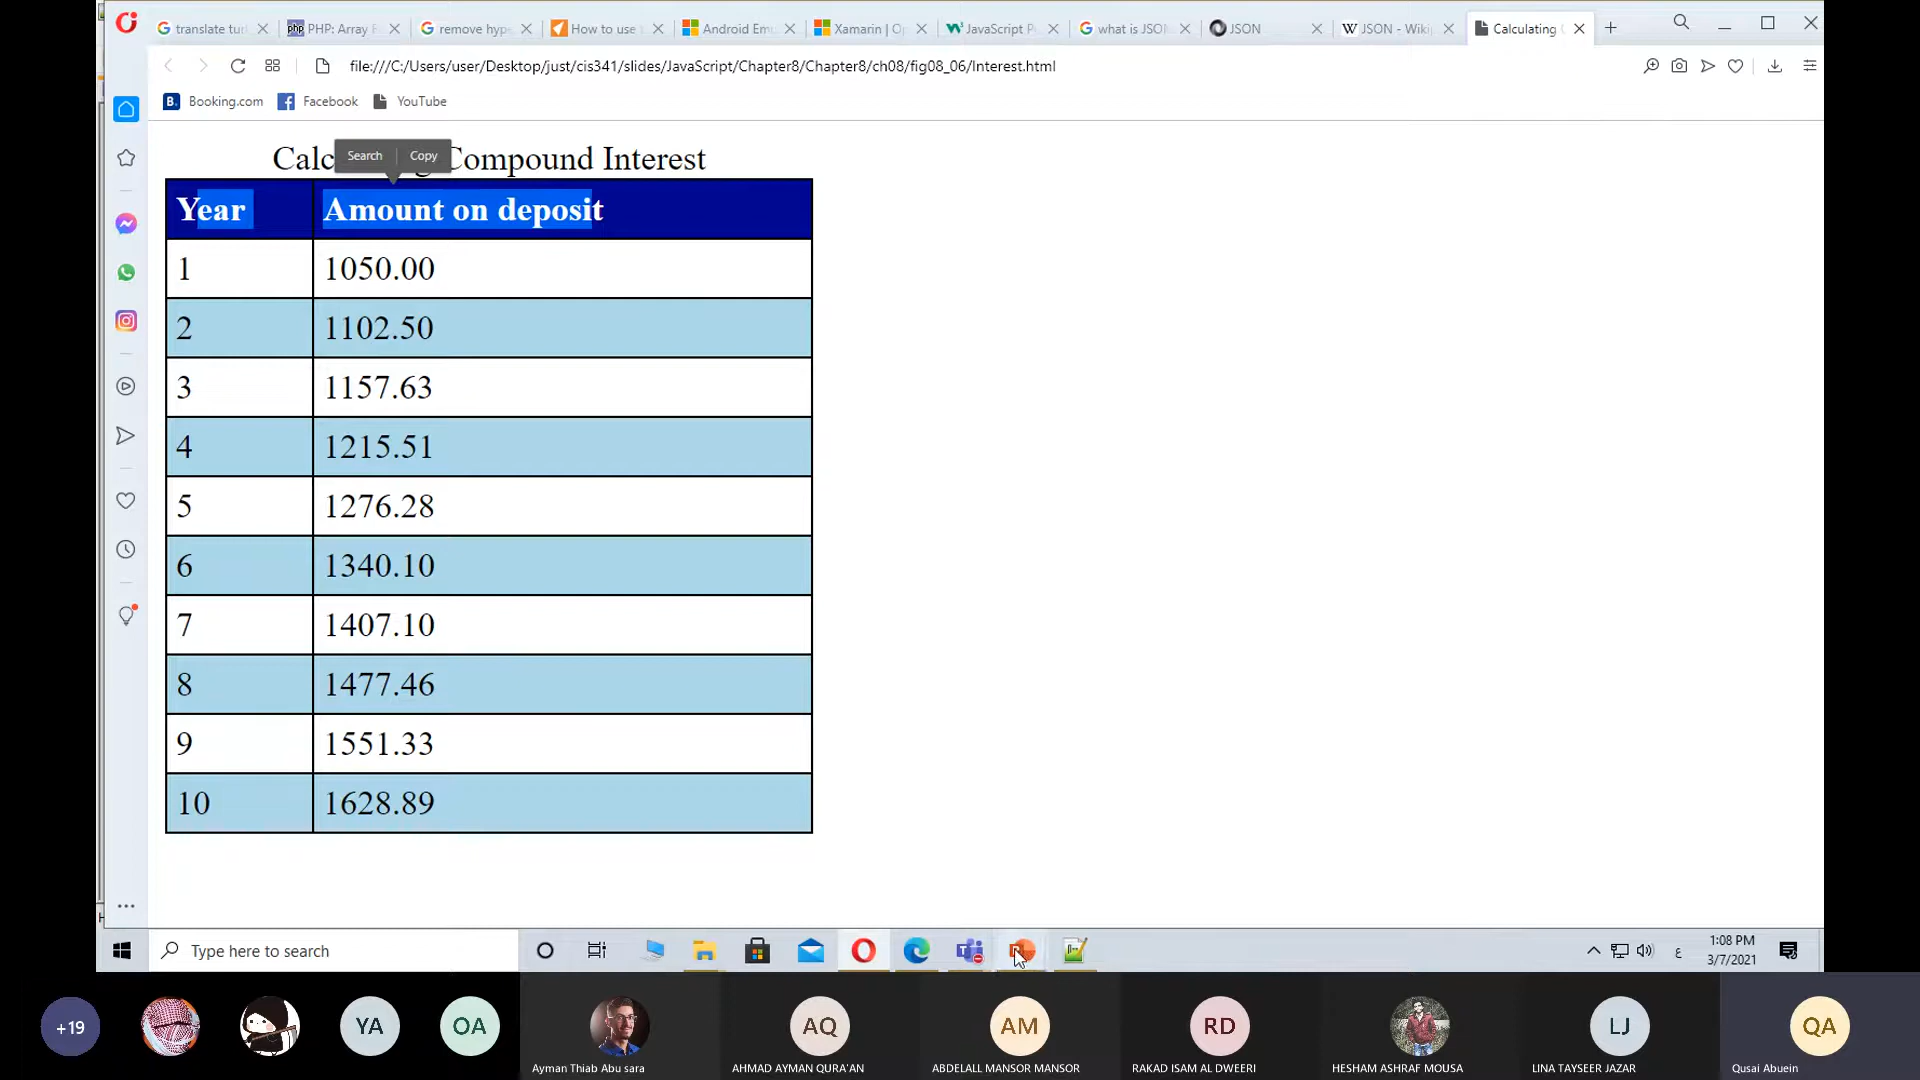 translate tur
PHP: Array F
remove hyp
How to use
Android Em
Xamarin | O
JavaScript P
what is JSO
JSON
JSON - Wiki
Calculating
file:///C:/Users/user/Desktop/just/cis341/slides/JavaScript/Chapter8/Chapter8/ch08/fig08_06/Interest.html
B. Booking.com
Facebook
YouTube
Search
Copy
Calc g Compound Interest
Year Amount on deposit
1 1050.00
2 1102.50
3 1157.63
4 1215.51
5 1276.28
6 1340.10
7 1407.10
8 1477.46
9 1551.33
10 1628.89
Type here to search
ع
1:08 PM
3/7/2021
+19
YA
OA
AQ
AM
RD
LJ
QA
Ayman Thiab Abu sara
AHMAD AYMAN QURA'AN
ABDELALL MANSOR MANSOR
RAKAD ISAM AL DWEERI
HESHAM ASHRAF MOUSA
LINA TAYSEER JAZAR
Qusai Abuein